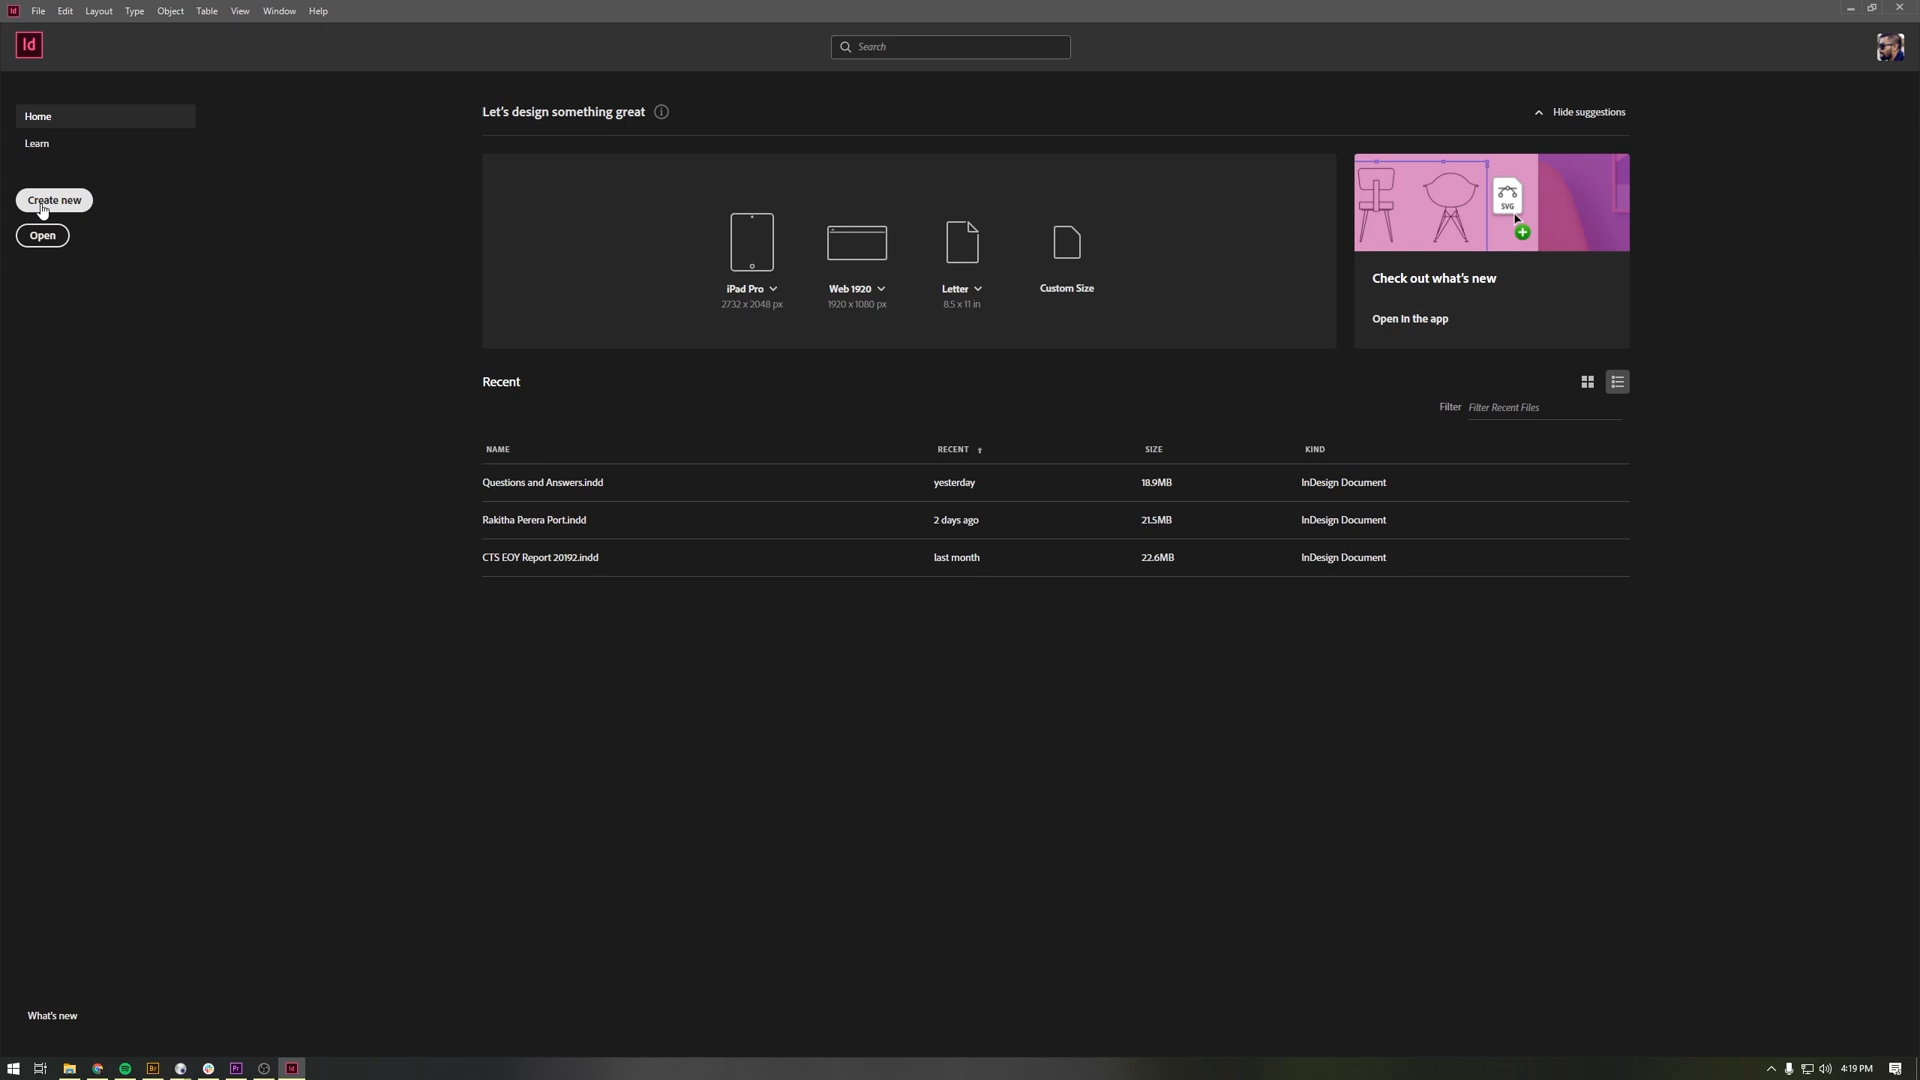 Id File Edit Layout Type Object Table View Window Help
Id Search
Home
Learn
Create new
Open
Let's design something great Hide suggestions
iPad Pro
2732 x 2048 px
Web 1920
1920 x 1080 px
Letter
8.5 x 11 in
Custom Size
SVG
Check out what's new
Open in the app
Recent
Filter Filter Recent Files
NAME RECENT SIZE KIND
Questions and Answers.indd yesterday 18.9MB InDesign Document
Rakitha Perera Port.indd 2 days ago 21.5MB InDesign Document
CTS EOY Report 20192.indd last month 22.6MB InDesign Document
What's new
Br Pr Id 4:19 PM